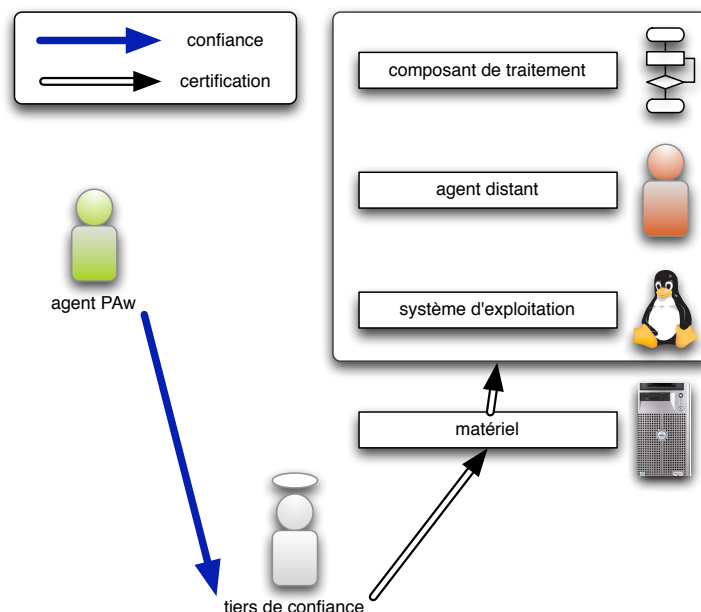 confiance
certification
composant de traitement
agent distant
agent PAw
système d'exploitation
matériel
tiers de confiance